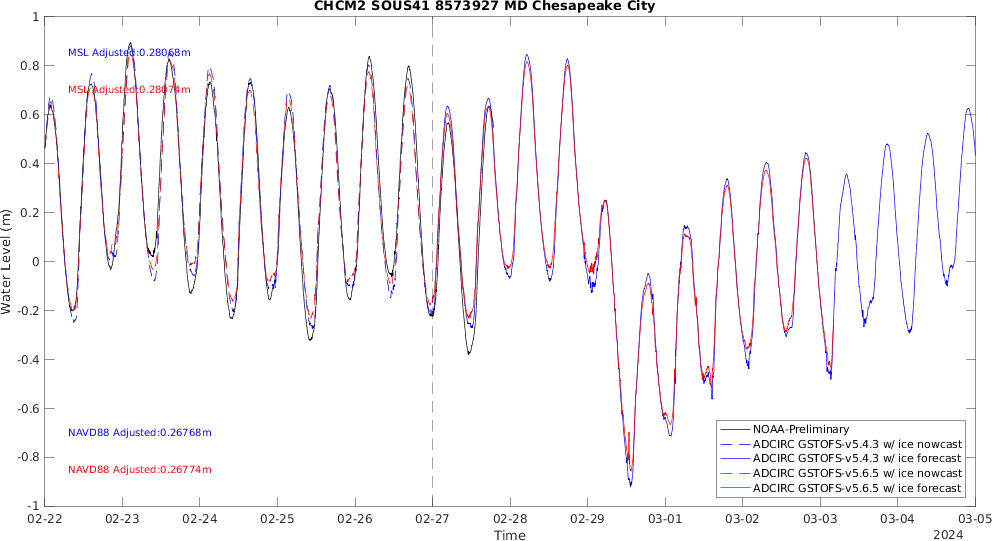 CHCM2 SOUS41 8573927 MD Chesapeake City
MSL Adjusted:0.28068m
MSL Adjusted:0.28074m
NAVD88 Adjusted:0.26768m
NAVD88 Adjusted:0.26774m
Water Level (m)
1
0.8
0.6
0.4
0.2
0
-0.2
-0.4
-0.6
-0.8
-1
NOAA-Preliminary
ADCIRC GSTOFS-v5.4.3 w/ ice nowcast
ADCIRC GSTOFS-v5.4.3 w/ ice forecast
ADCIRC GSTOFS-v5.6.5 w/ ice nowcast
ADCIRC GSTOFS-v5.6.5 w/ ice forecast
02-22 02-23 02-24 02-25 02-26 02-27 02-28 02-29 03-01 03-02 03-03 03-04 03-05
Time
2024